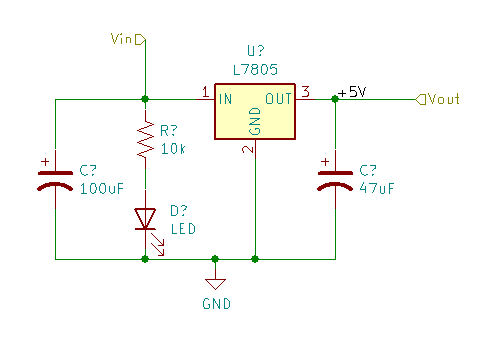 Vin
U?
L7805
1 IN OUT 3 +5V Vout
GND
2
R?
10k
+ C?
100uF
+ C?
47uF
D?
LED
GND